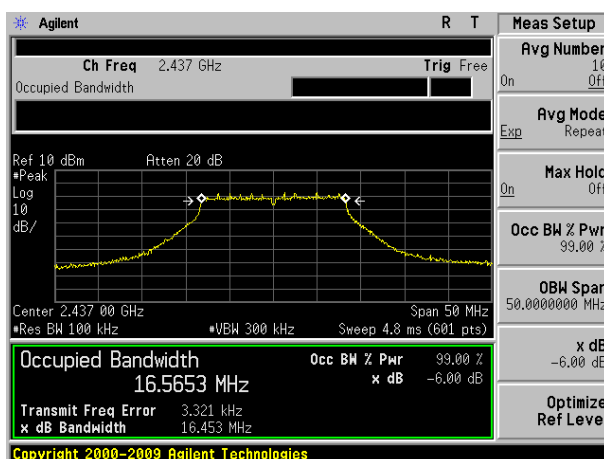 Agilent R T Meas Setup
Ch Freq 2.437 GHz Trig Free
Occupied Bandwidth
Avg Number
10
On Off
Avg Mode
Exp Repeat
Max Hold
On Off
Occ BW % Pwr
99.00 %
OBW Span
50.0000000 MHz
x dB
-6.00 dB
Optimize
Ref Level
Ref 10 dBm Atten 20 dB
#Peak
Log
10
dB/
Center 2.437 00 GHz Span 50 MHz
#Res BW 100 kHz #VBW 300 kHz Sweep 4.8 ms (601 pts)
Occupied Bandwidth Occ BW % Pwr 99.00 %
16.5653 MHz x dB -6.00 dB
Transmit Freq Error 3.321 kHz
x dB Bandwidth 16.453 MHz
Copyright 2000-2009 Agilent Technologies